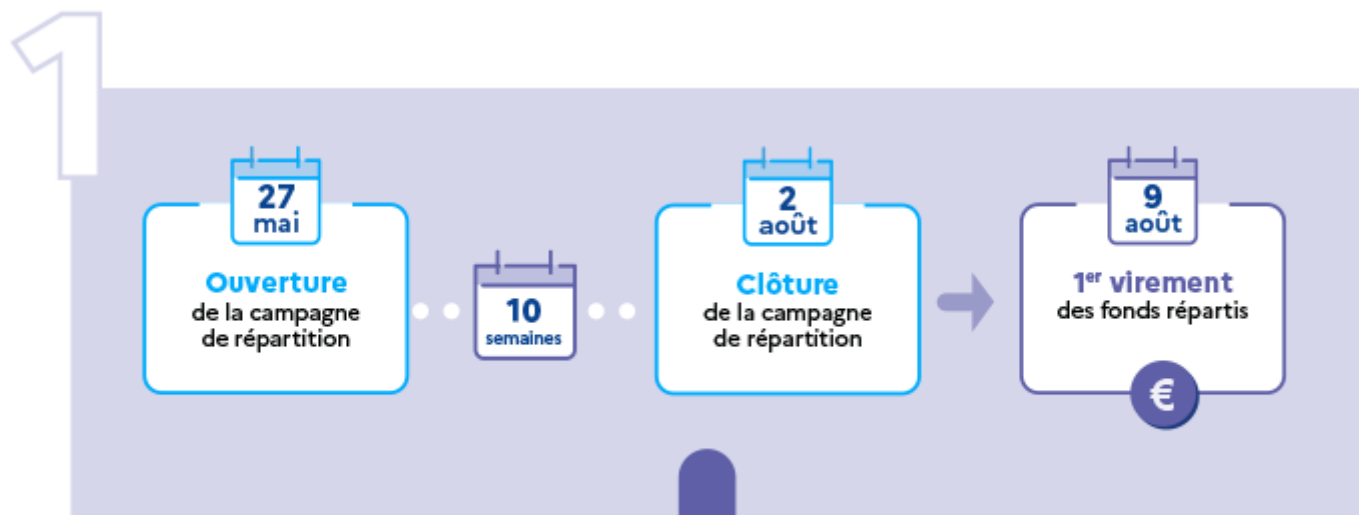 1
27
mai
Ouverture
de la campagne
de répartition
10
semaines
2
août
Clôture
de la campagne
de répartition
9
août
1er virement
des fonds répartis
€